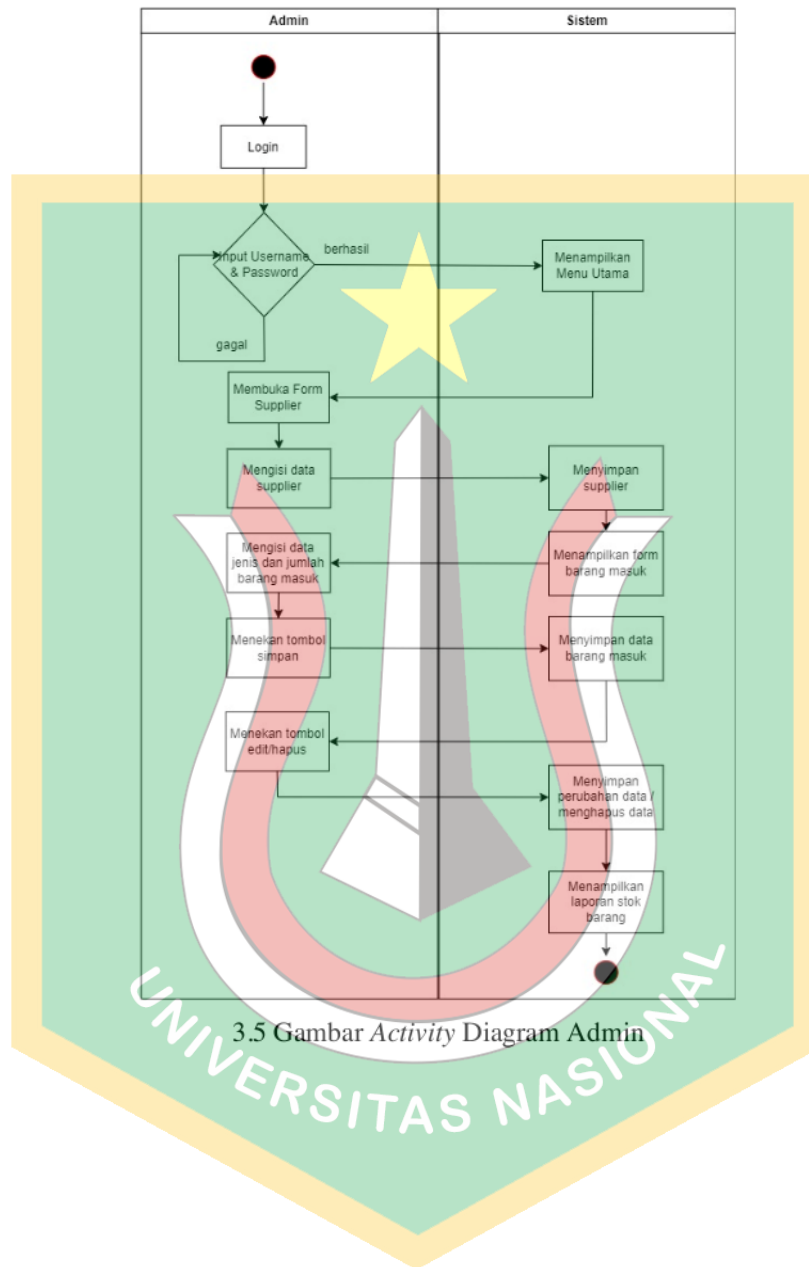 Admin
Sistem
Login
Input Username
& Password
berhasil
gagal
Menampilkan
Menu Utama
Membuka Form
Supplier
Mengisi data
supplier
Menyimpan
supplier
Menampilkan form
barang masuk
Mengisi data
jenis dan jumlah
barang masuk
Menekan tombol
simpan
Menyimpan data
barang masuk
Menekan tombol
edit/hapus
Menyimpan
perubahan data /
menghapus data
Menampilkan
laporan stok
barang
3.5 Gambar Activity Diagram Admin
UNIVERSITAS NASIONAL